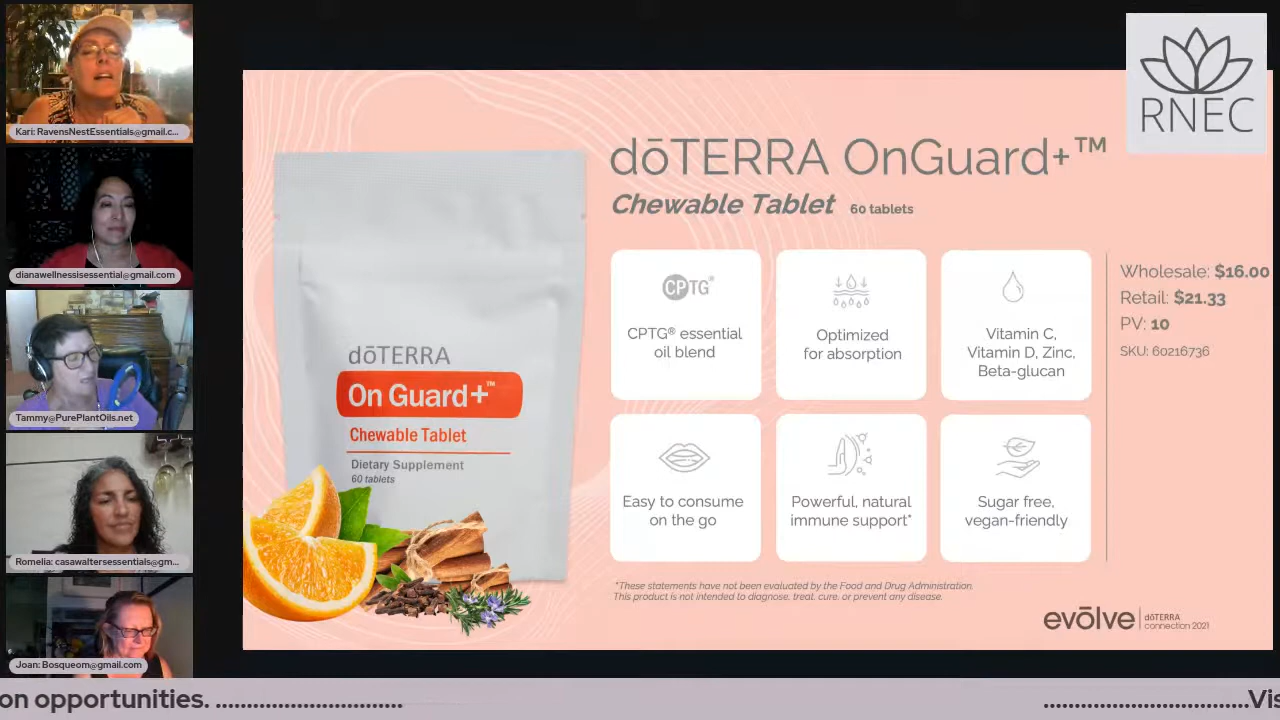 Kari: RavensNestEssentials@gmail.c...
dianawellnessisessential@gmail.com
Tammy@PurePlantOils.net
Romelia: casawaltersessentials@gm...
Joan: Bosqueom@gmail.com
RNEC
dōTERRA OnGuard+™
Chewable Tablet 60 tablets
CPTG®
CPTG® essential
oil blend
Optimized
for absorption
Vitamin C,
Vitamin D, Zinc,
Beta-glucan
Easy to consume
on the go
Powerful, natural
immune support*
Sugar free,
vegan-friendly
Wholesale: $16.00
Retail: $21.33
PV: 10
SKU: 60216736
dōTERRA
On Guard+™
Chewable Tablet
Dietary Supplement
60 tablets
*These statements have not been evaluated by the Food and Drug Administration.
This product is not intended to diagnose, treat, cure, or prevent any disease.
evōlve dōTERRA
connection 2021
on opportunities. ............................... ..................................Vis